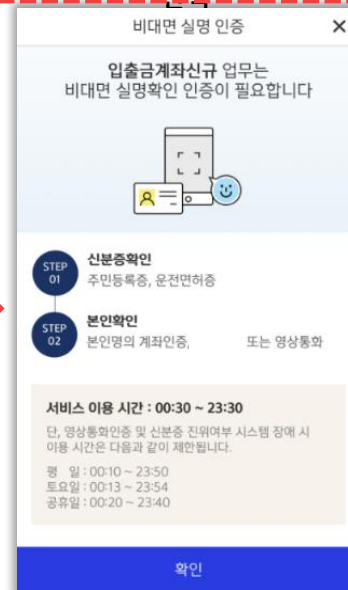 비대면 실명 인증
입출금계좌신규 업무는
비대면 실명확인 인증이 필요합니다
STEP
01
신분증확인
주민등록증, 운전면허증
STEP
02
본인확인
본인명의 계좌인증, 또는 영상통화
서비스 이용 시간 : 00:30 ~ 23:30
단, 영상통화인증 및 신분증 진위여부 시스템 장애 시
이용 시간은 다음과 같이 제한됩니다.
평 일 : 00:10 ~ 23:50
토요일 : 00:13 ~ 23:54
공휴일 : 00:20 ~ 23:40
확인